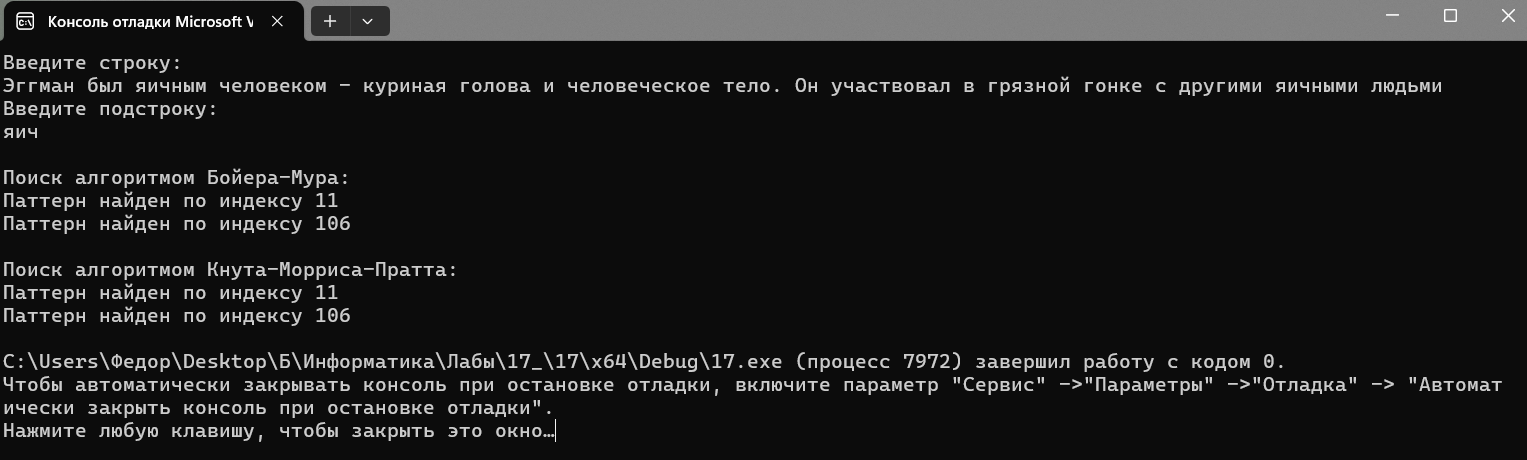 Консоль отладки Microsoft V
Введите строку:
Эггман был яичным человеком - куриная голова и человеческое тело. Он участвовал в грязной гонке с другими яичными людьми
Введите подстроку:
яич
Поиск алгоритмом Бойера-Мура:
Паттерн найден по индексу 11
Паттерн найден по индексу 106
Поиск алгоритмом Кнута-Морриса-Пратта:
Паттерн найден по индексу 11
Паттерн найден по индексу 106
C:\Users\Федор\Desktop\Б\Информатика\Лабы\17_\17\x64\Debug\17.exe (процесс 7972) завершил работу с кодом 0.
Чтобы автоматически закрывать консоль при остановке отладки, включите параметр "Сервис" ->"Параметры" ->"Отладка" -> "Автомат
ически закрыть консоль при остановке отладки".
Нажмите любую клавишу, чтобы закрыть это окно…